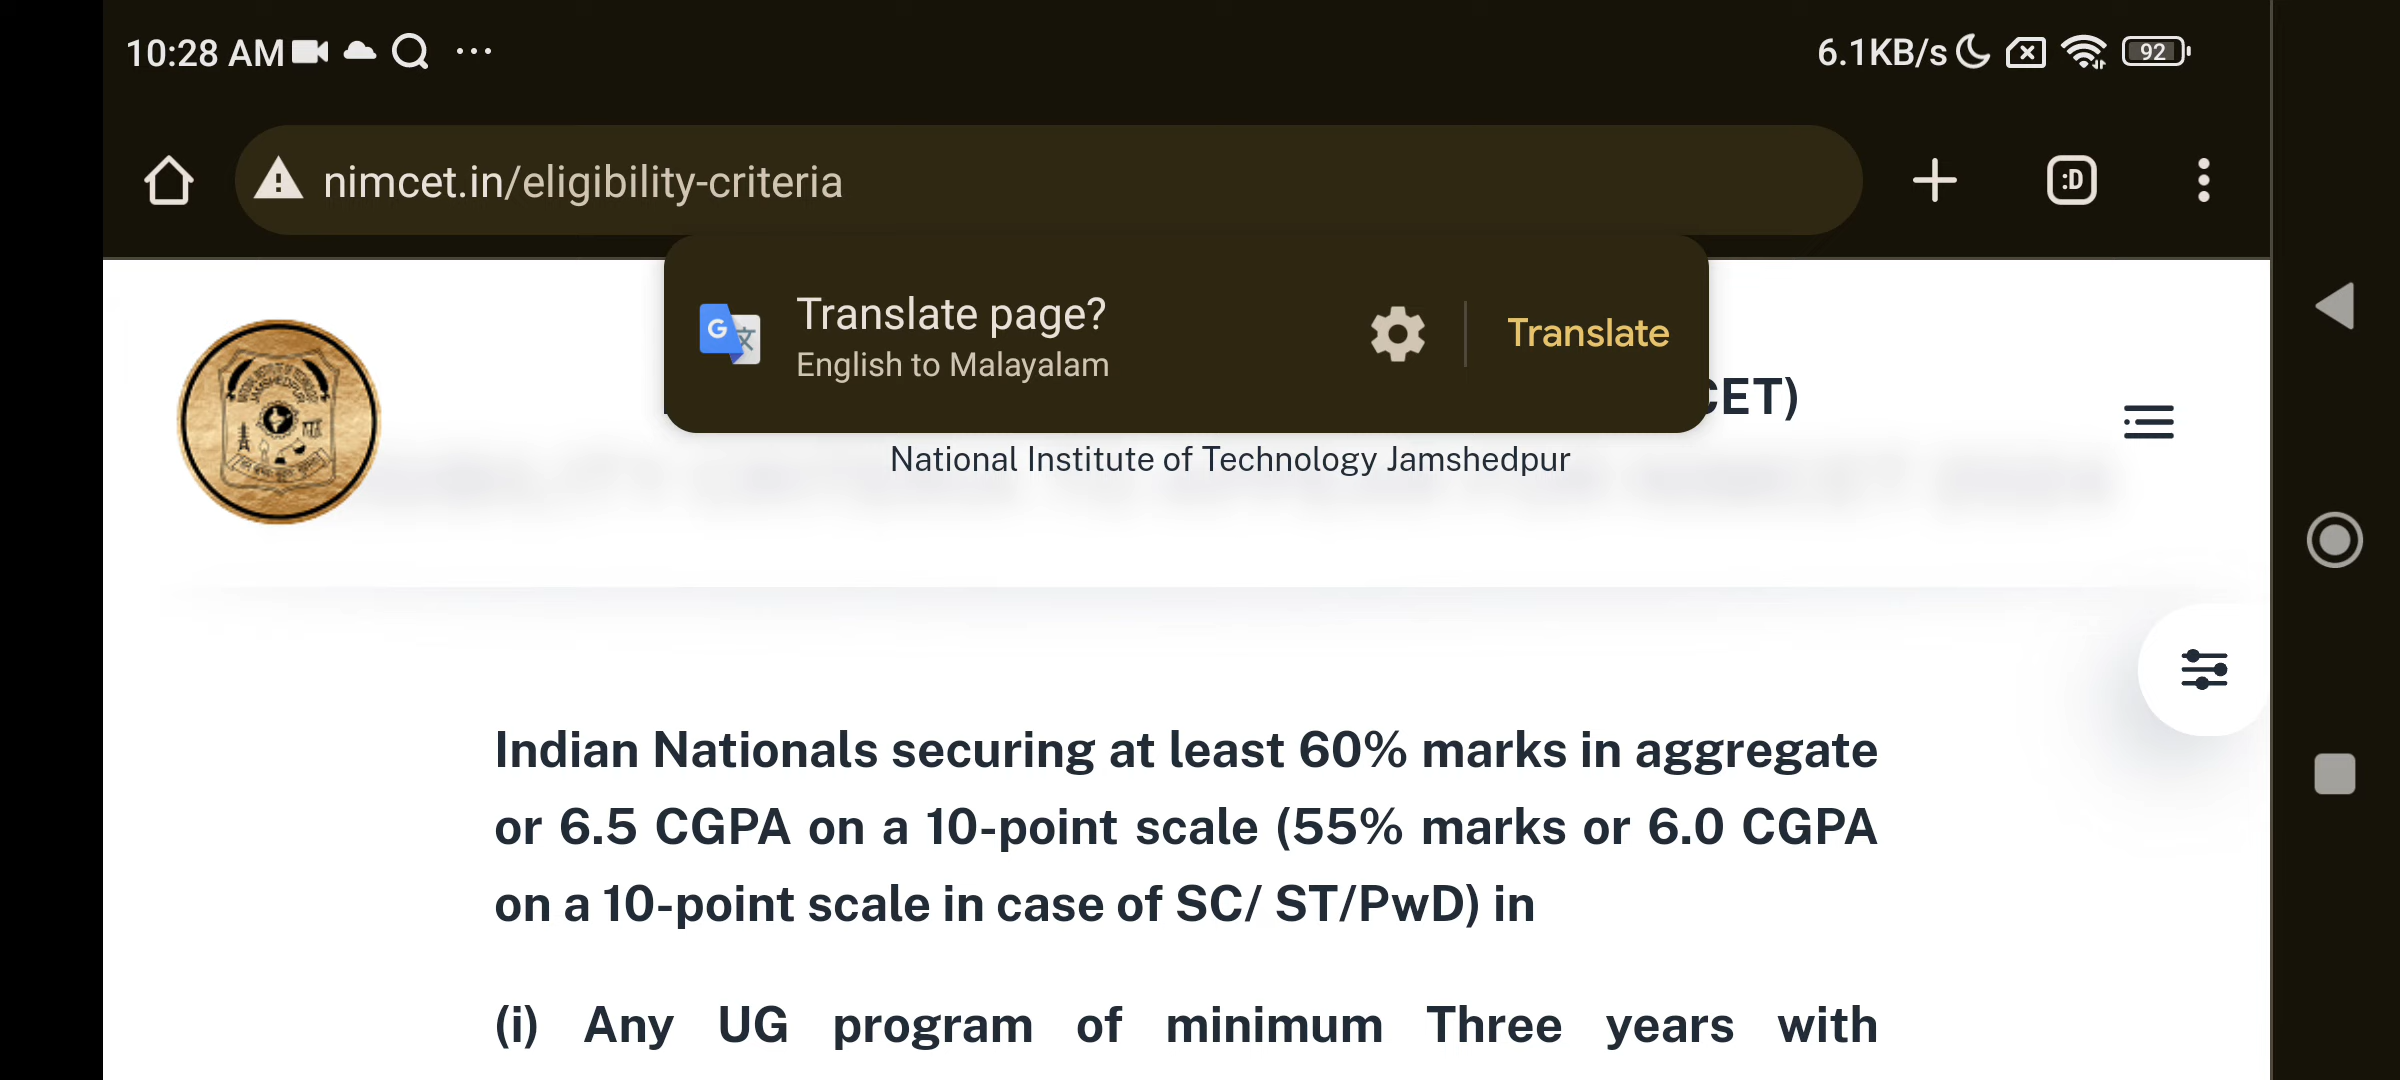 10:28 AM ...
6.1KB/s 92
nimcet.in/eligibility-criteria
:D
Translate page?
English to Malayalam
Translate
CET)
National Institute of Technology Jamshedpur
Indian Nationals securing at least 60% marks in aggregate
or 6.5 CGPA on a 10-point scale (55% marks or 6.0 CGPA
on a 10-point scale in case of SC/ ST/PwD) in
(i) Any UG program of minimum Three years with